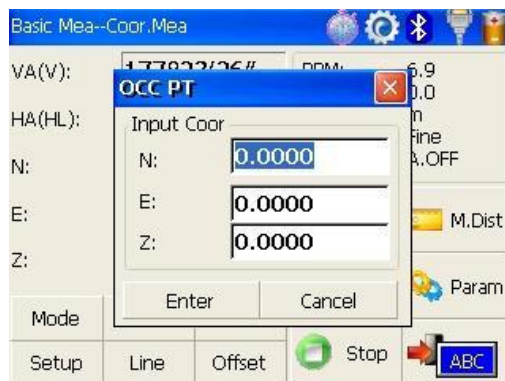 Basic Mea--Coor.Mea
VA(V):
6.9
OCC PT
0.0
HA(HL):
Input Coor
m
Fine
N:
N:
0.0000
A.OFF
E:
E:
0.0000
M.Dist
Z:
Z:
0.0000
Enter
Cancel
Param
Mode
Setup
Line
Offset
Stop
ABC